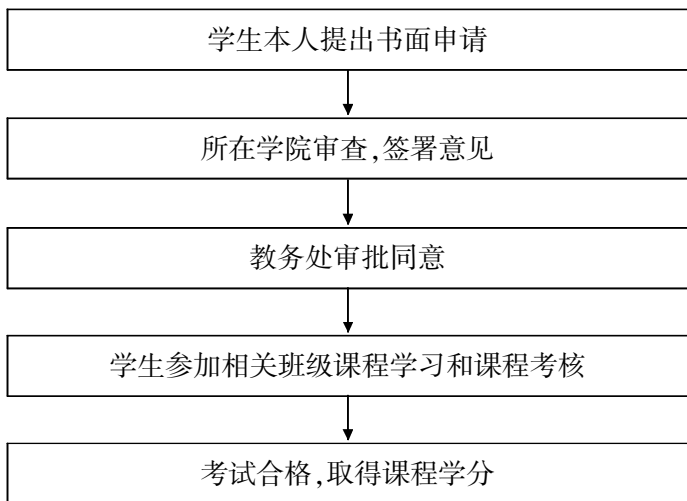 学生本人提出书面申请
所在学院审查,签署意见
教务处审批同意
学生参加相关班级课程学习和课程考核
考试合格,取得课程学分